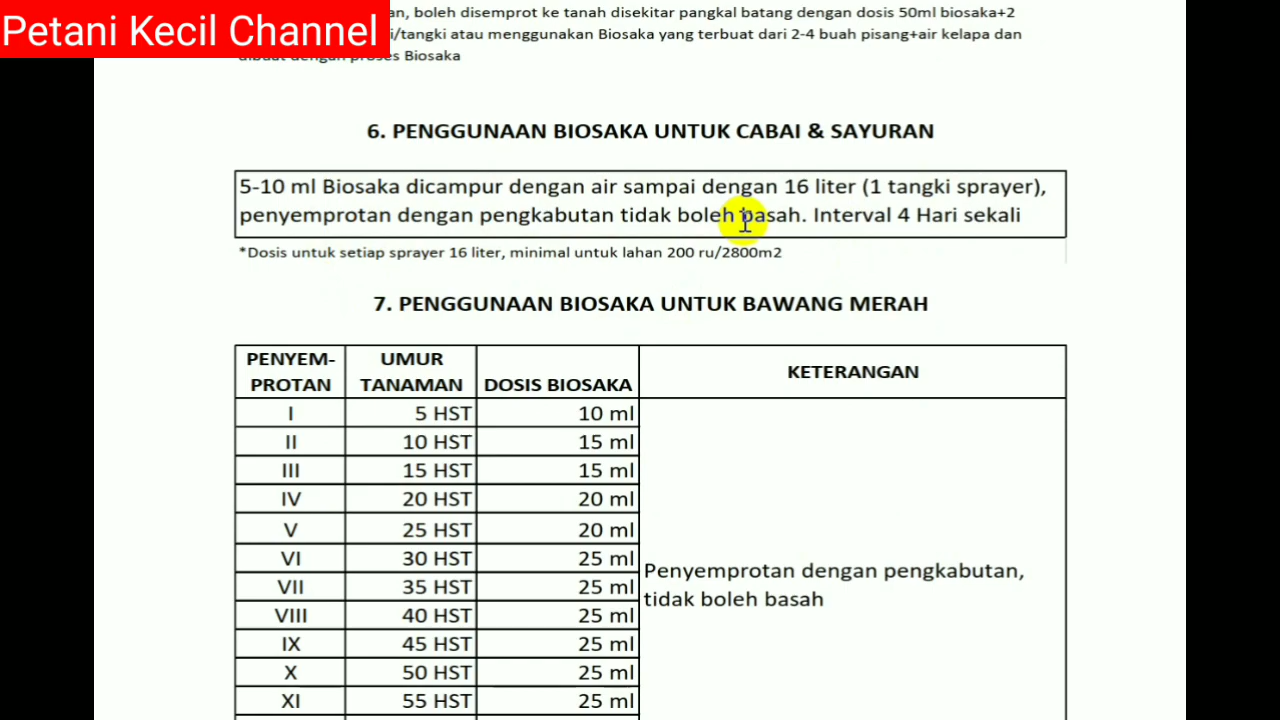 Petani Kecil Channel
an, boleh disemprot ke tanah disekitar pangkal batang dengan dosis 50ml biosaka+2
i/tangki atau menggunakan Biosaka yang terbuat dari 2-4 buah pisang+air kelapa dan
dibuat dengan proses Biosaka
6. PENGGUNAAN BIOSAKA UNTUK CABAI & SAYURAN
5-10 ml Biosaka dicampur dengan air sampai dengan 16 liter (1 tangki sprayer),
penyemprotan dengan pengkabutan tidak boleh basah. Interval 4 Hari sekali
*Dosis untuk setiap sprayer 16 liter, minimal untuk lahan 200 ru/2800m2
7. PENGGUNAAN BIOSAKA UNTUK BAWANG MERAH
PENYEM-PROTAN UMUR TANAMAN DOSIS BIOSAKA KETERANGAN
I 5 HST 10 ml
II 10 HST 15 ml
III 15 HST 15 ml
IV 20 HST 20 ml
V 25 HST 20 ml
VI 30 HST 25 ml
VII 35 HST 25 ml
VIII 40 HST 25 ml
IX 45 HST 25 ml
X 50 HST 25 ml
XI 55 HST 25 ml
Penyemprotan dengan pengkabutan,
tidak boleh basah